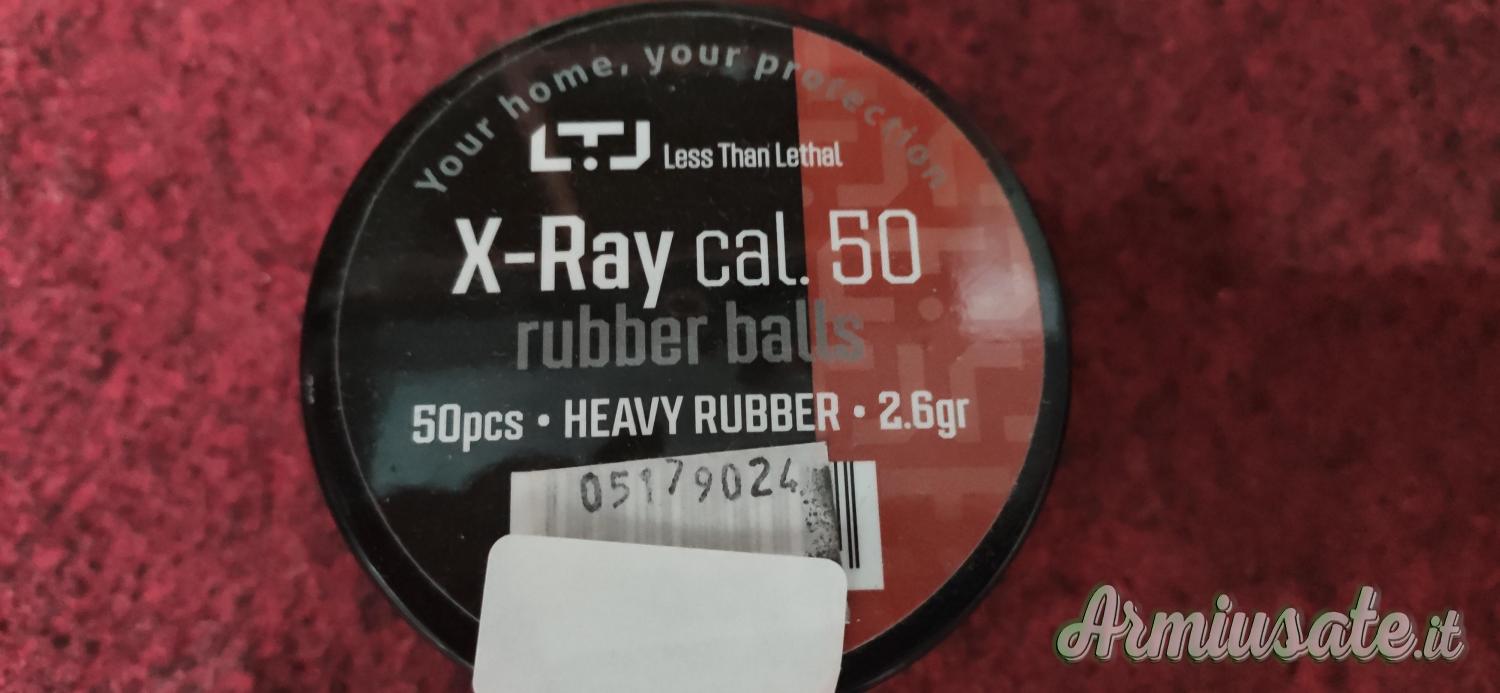 Your home, your protection
LTL Less Than Lethal
X-Ray cal. 50
rubber balls
50pcs • HEAVY RUBBER • 2.6gr
05179024
Armiusate.it